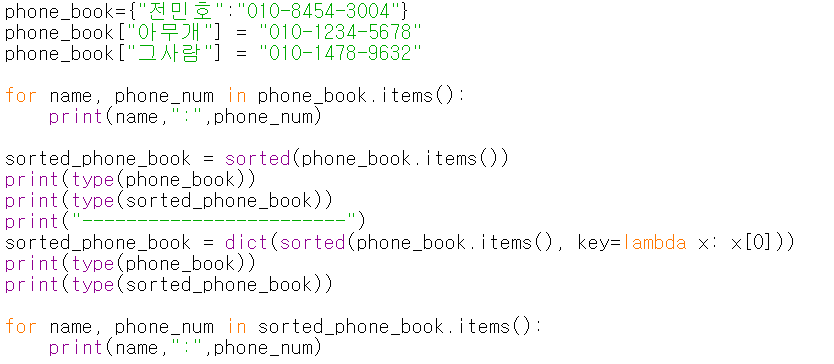 phone_book={"전민호":"010-8454-3004"}
phone_book["아무개"] = "010-1234-5678"
phone_book["그사람"] = "010-1478-9632"

for name, phone_num in phone_book.items():
    print(name,":",phone_num)

sorted_phone_book = sorted(phone_book.items())
print(type(phone_book))
print(type(sorted_phone_book))
print("------------------------")
sorted_phone_book = dict(sorted(phone_book.items(), key=lambda x: x[0]))
print(type(phone_book))
print(type(sorted_phone_book))

for name, phone_num in sorted_phone_book.items():
    print(name,":",phone_num)